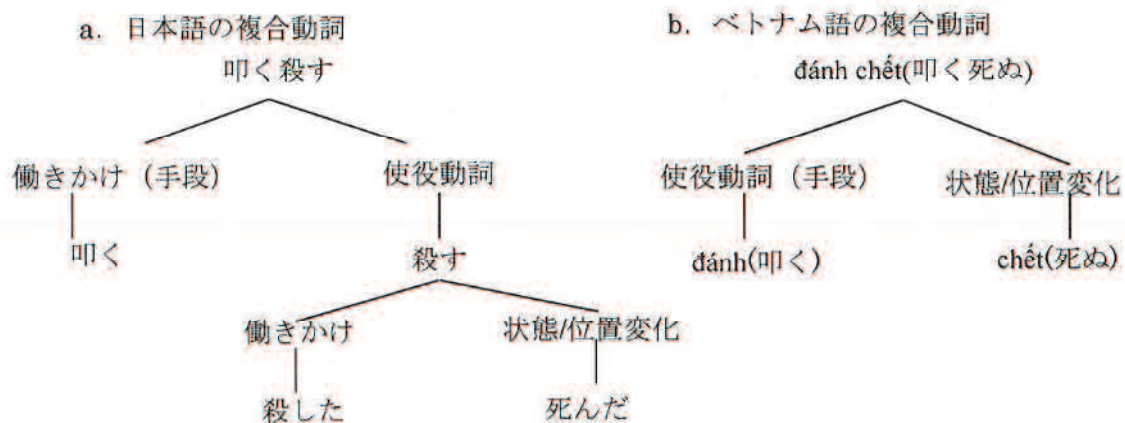 a. 日本語の複合動詞
叩く殺す
働きかけ（手段）
使役動詞
叩く
殺す
働きかけ
状態/位置変化
殺した
死んだ
b. ベトナム語の複合動詞
đánh chết(叩く死ぬ)
使役動詞（手段）
状態/位置変化
đánh(叩く)
chết(死ぬ)